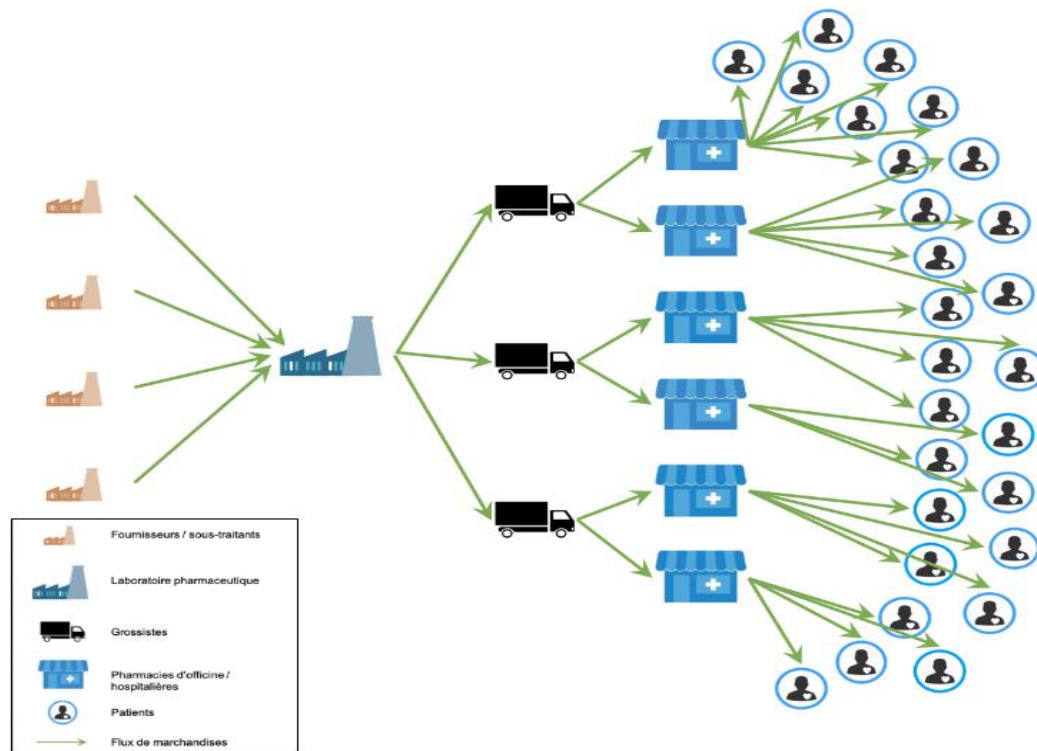 Fournisseurs / sous-traitants
Laboratoire pharmaceutique
Grossistes
Pharmacies d'officine /
hospitalières
Patients
Flux de marchandises